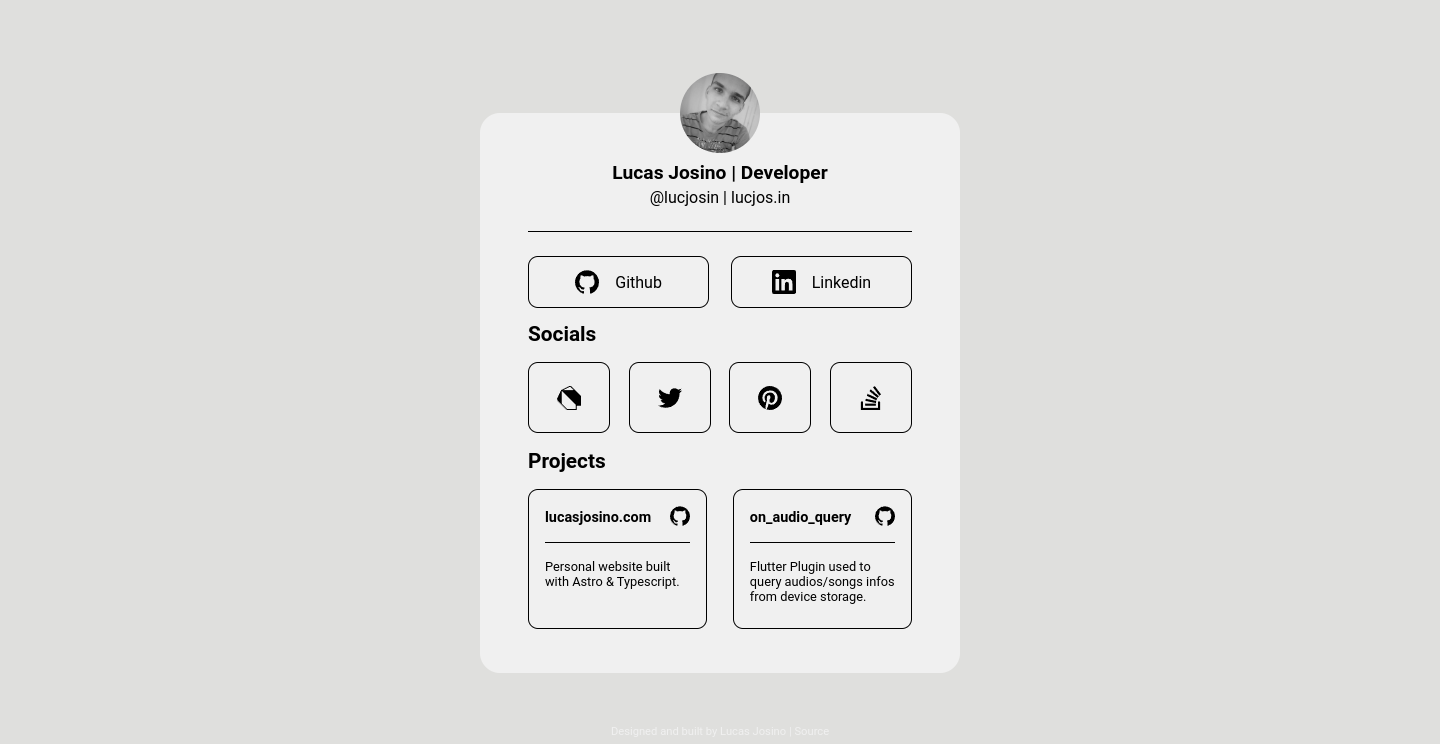 Lucas Josino | Developer
@lucjosin | lucjos.in
Github
Linkedin
Socials
Projects
lucasjosino.com
Personal website built
with Astro & Typescript.
on_audio_query
Flutter Plugin used to
query audios/songs infos
from device storage.
Designed and built by Lucas Josino | Source